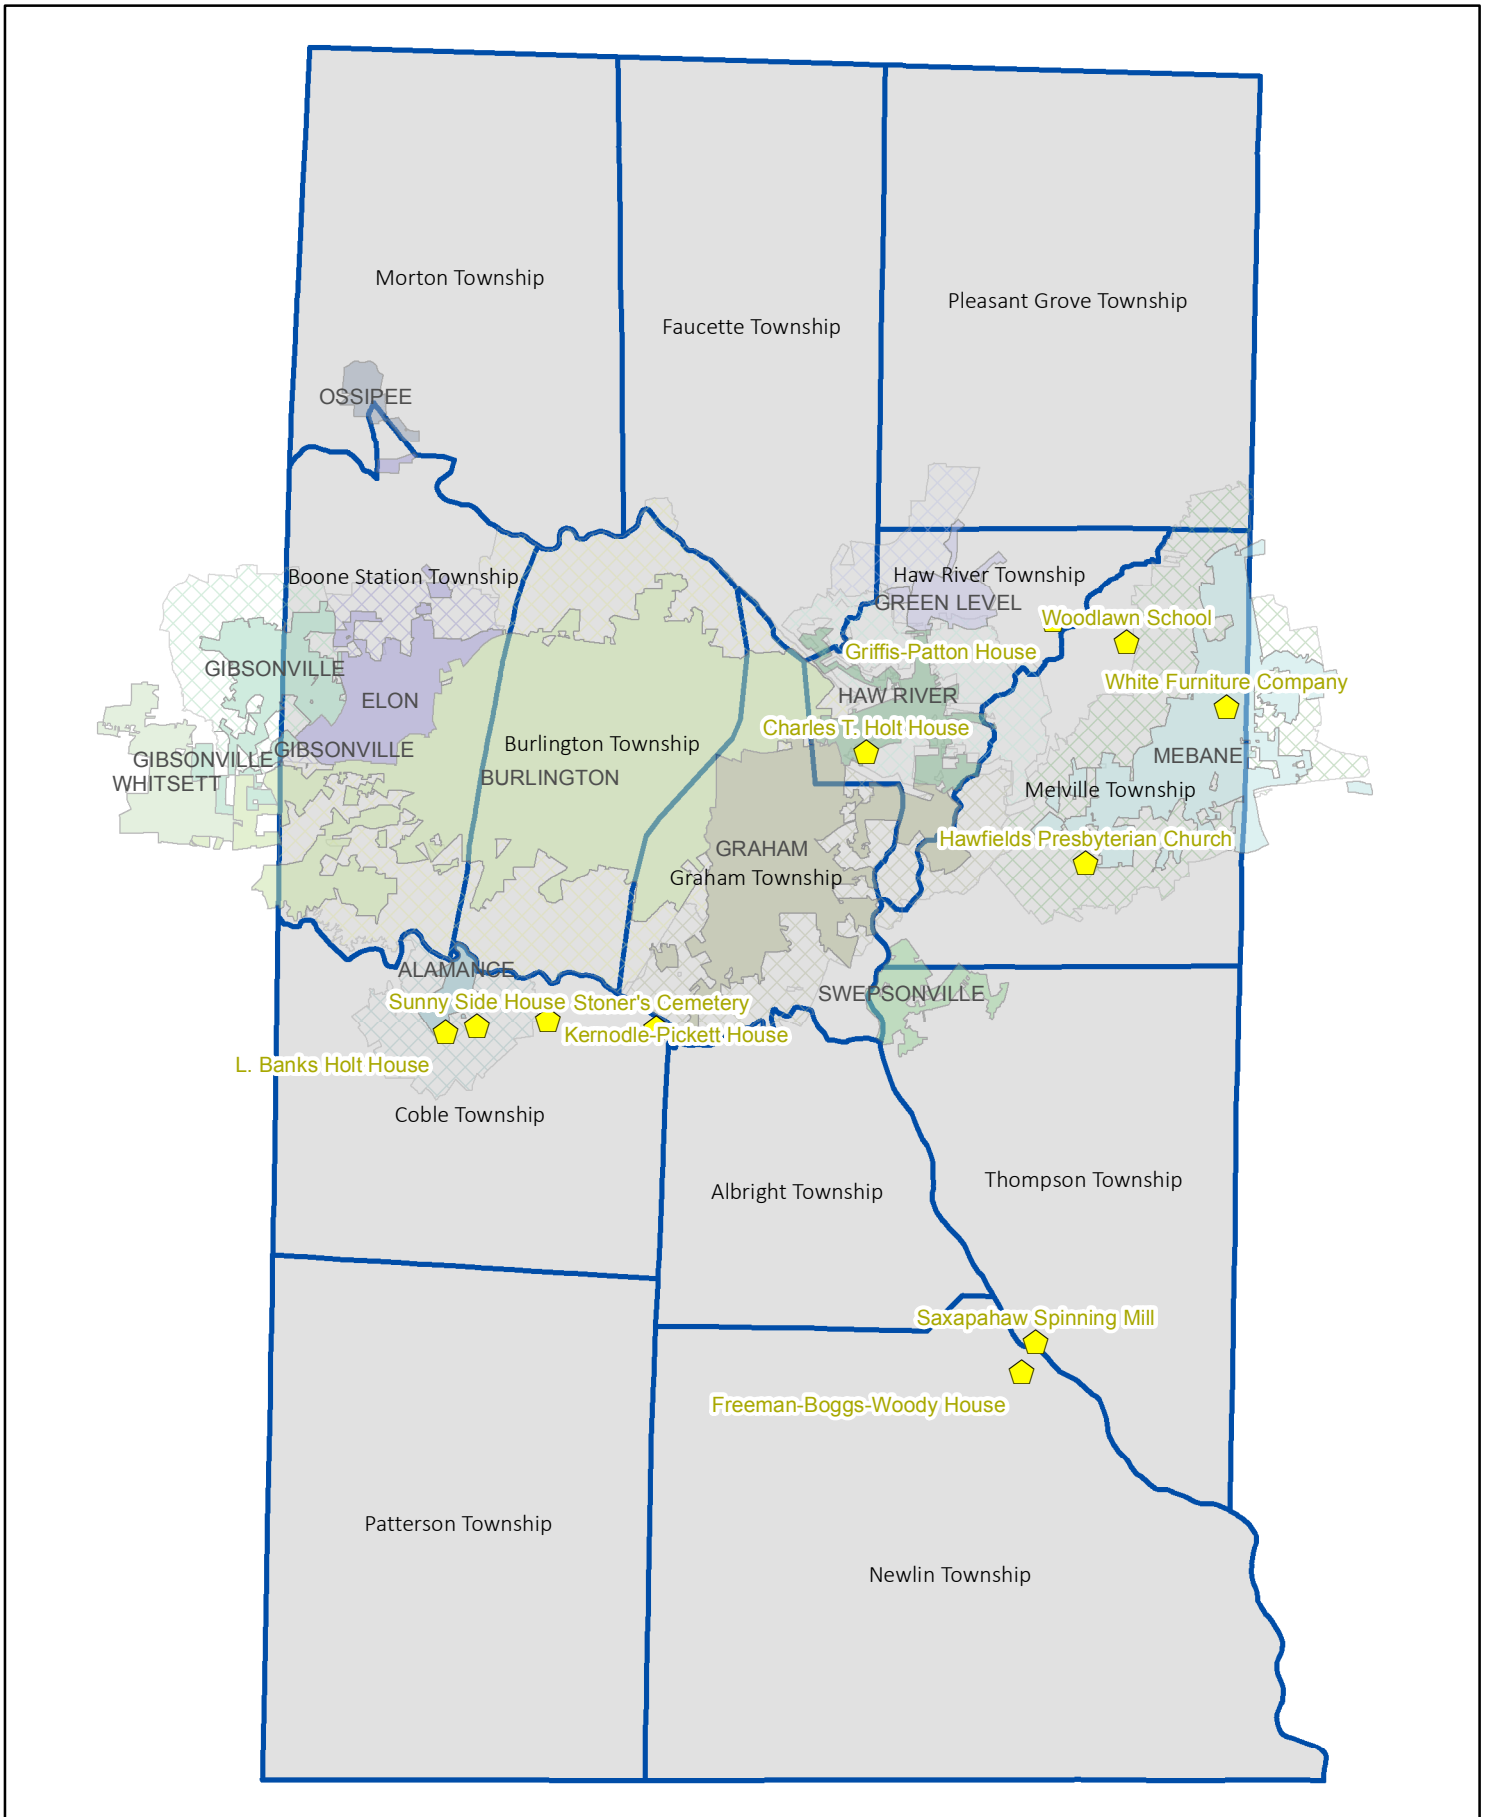 Morton Township
Pleasant Grove Township
Faucette Township
OSSIPEE
Boone Station Township
Haw River Township
GREEN LEVEL
Woodlawn School
Griffis-Patton House
GIBSONVILLE
White Furniture Company
ELON
HAW RIVER
Charles T. Holt House
Burlington Township
GIBSONVILLE
GIBSONVILLE
MEBANE
BURLINGTON
WHITSETT
Melville Township
Hawfields Presbyterian Church
GRAHAM
Graham Township
ALAMANCE
SWEPSONVILLE
Sunny Side House
Stoner's Cemetery
Kernodle-Pickett House
L. Banks Holt House
Coble Township
Thompson Township
Albright Township
Saxapahaw Spinning Mill
Freeman-Boggs-Woody House
Patterson Township
Newlin Township